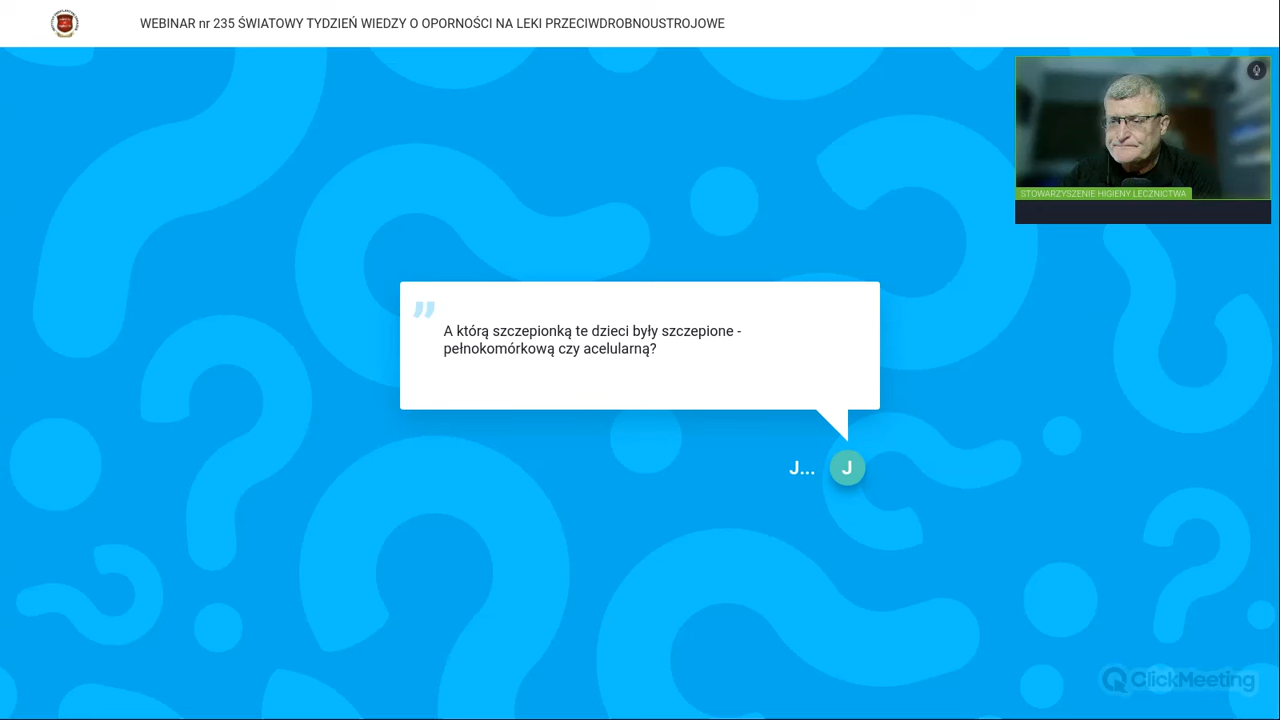 WEBINAR nr 235 ŚWIATOWY TYDZIEŃ WIEDZY O OPORNOŚCI NA LEKI PRZECIWDROBNOUSTROJOWE
STOWARZYSZENIE HIGIENY LECZNICTWA
A którą szczepionką te dzieci były szczepione -
pełnokomórkową czy acelularną?
J... J
ClickMeeting